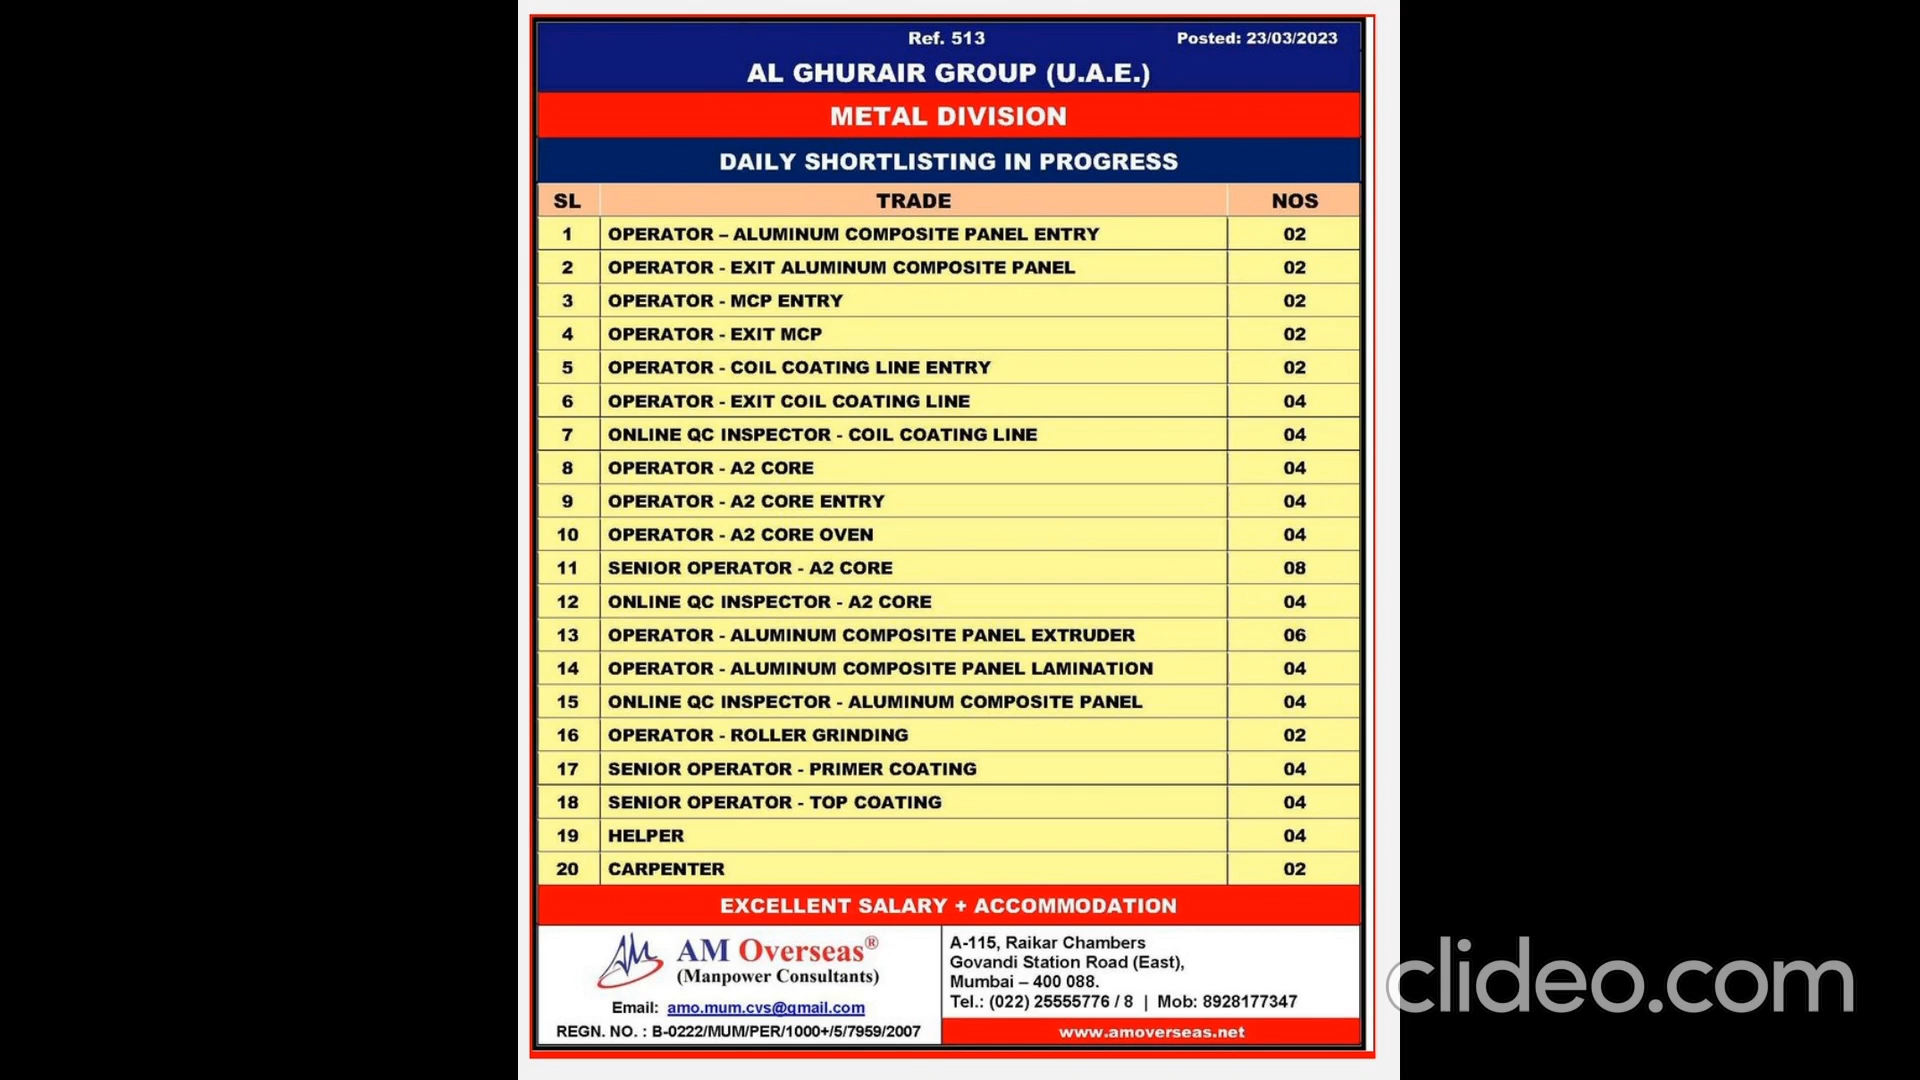 Ref. 513 Posted: 23/03/2023
AL GHURAIR GROUP (U.A.E.)
METAL DIVISION
DAILY SHORTLISTING IN PROGRESS
SL TRADE NOS
1 OPERATOR – ALUMINUM COMPOSITE PANEL ENTRY 02
2 OPERATOR - EXIT ALUMINUM COMPOSITE PANEL 02
3 OPERATOR - MCP ENTRY 02
4 OPERATOR - EXIT MCP 02
5 OPERATOR - COIL COATING LINE ENTRY 02
6 OPERATOR - EXIT COIL COATING LINE 04
7 ONLINE QC INSPECTOR - COIL COATING LINE 04
8 OPERATOR - A2 CORE 04
9 OPERATOR - A2 CORE ENTRY 04
10 OPERATOR - A2 CORE OVEN 04
11 SENIOR OPERATOR - A2 CORE 08
12 ONLINE QC INSPECTOR - A2 CORE 04
13 OPERATOR - ALUMINUM COMPOSITE PANEL EXTRUDER 06
14 OPERATOR - ALUMINUM COMPOSITE PANEL LAMINATION 04
15 ONLINE QC INSPECTOR - ALUMINUM COMPOSITE PANEL 04
16 OPERATOR - ROLLER GRINDING 02
17 SENIOR OPERATOR - PRIMER COATING 04
18 SENIOR OPERATOR - TOP COATING 04
19 HELPER 04
20 CARPENTER 02
EXCELLENT SALARY + ACCOMMODATION
AM Overseas®
(Manpower Consultants)
Email: amo.mum.cvs@gmail.com
REGN. NO. : B-0222/MUM/PER/1000+/5/7959/2007
A-115, Raikar Chambers
Govandi Station Road (East),
Mumbai – 400 088.
Tel.: (022) 25555776 / 8 | Mob: 8928177347
www.amoverseas.net
clideo.com